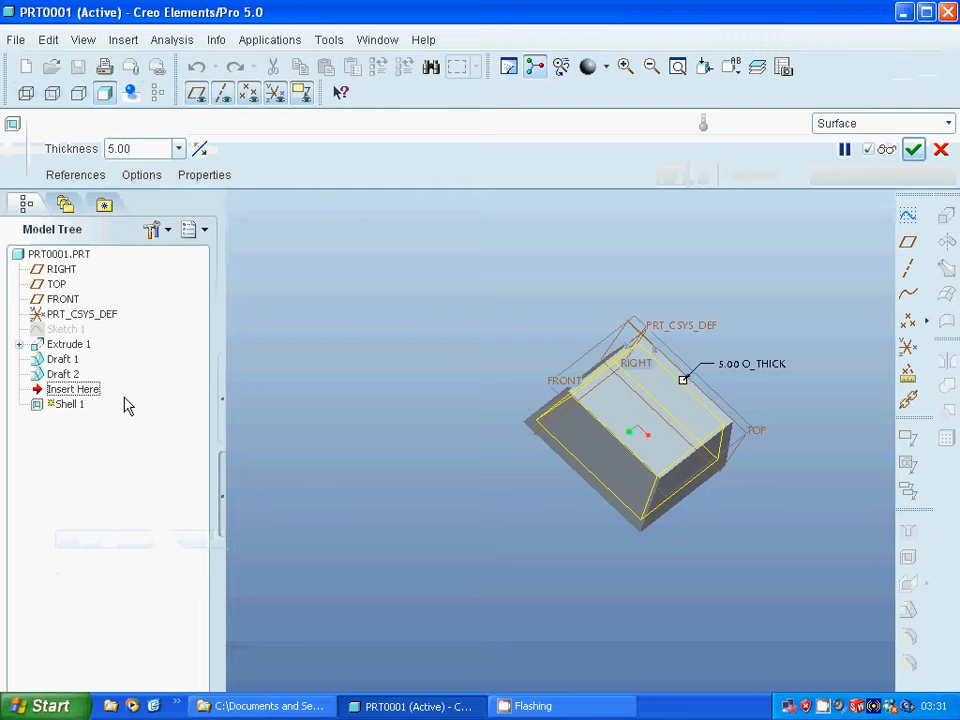 PRT0001 (Active) - Creo Elements/Pro 5.0
File Edit View Insert Analysis Info Applications Tools Window Help
Surface
Thickness 5.00
References Options Properties
Model Tree
PRT0001.PRT
RIGHT
TOP
FRONT
PRT_CSYS_DEF
Sketch 1
Extrude 1
Draft 1
Draft 2
Insert Here
*Shell 1
PRT_CSYS_DEF
RIGHT
5.00 O_THICK
FRONT
TOP
Start
C:\Documents and Se...
PRT0001 (Active) - C...
Flashing
03:31